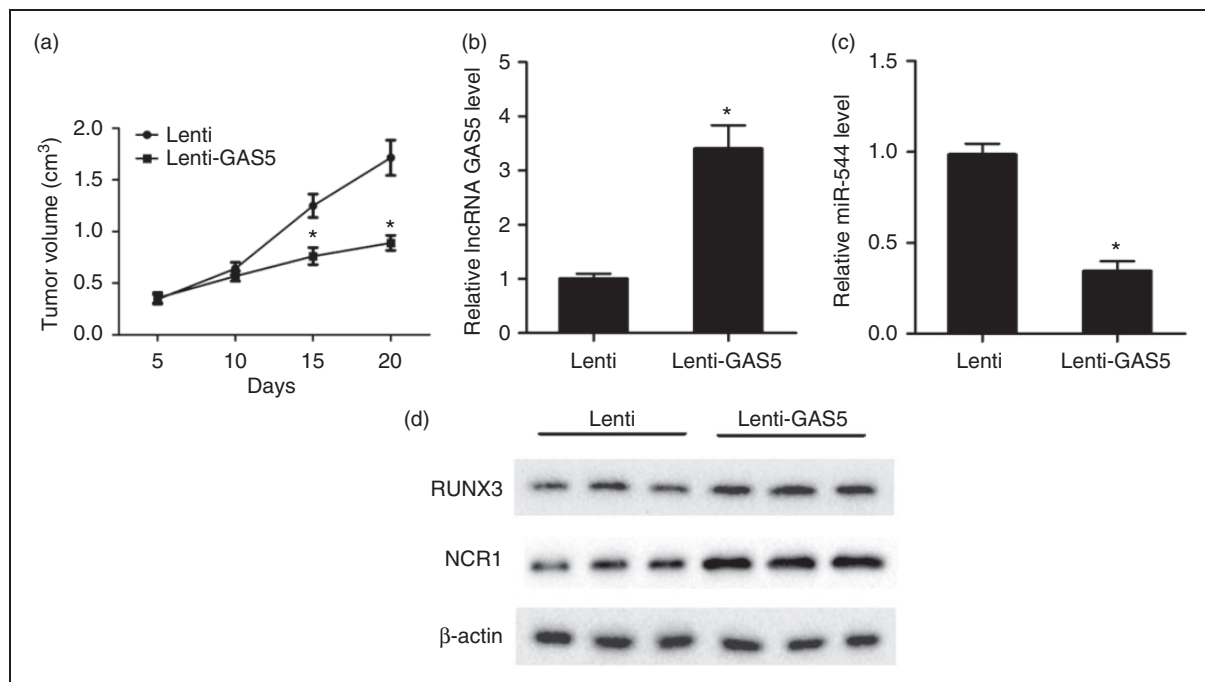 (a)
Tumor volume (cm³)
2.0
1.5
1.0
0.5
0.0
Lenti
Lenti-GAS5
*
*
5 10 15 20
Days
(b)
Relative lncRNA GAS5 level
5
4
3
2
1
0
*
Lenti Lenti-GAS5
(c)
Relative miR-544 level
1.5
1.0
0.5
0.0
*
Lenti Lenti-GAS5
(d)
Lenti Lenti-GAS5
RUNX3
NCR1
β-actin